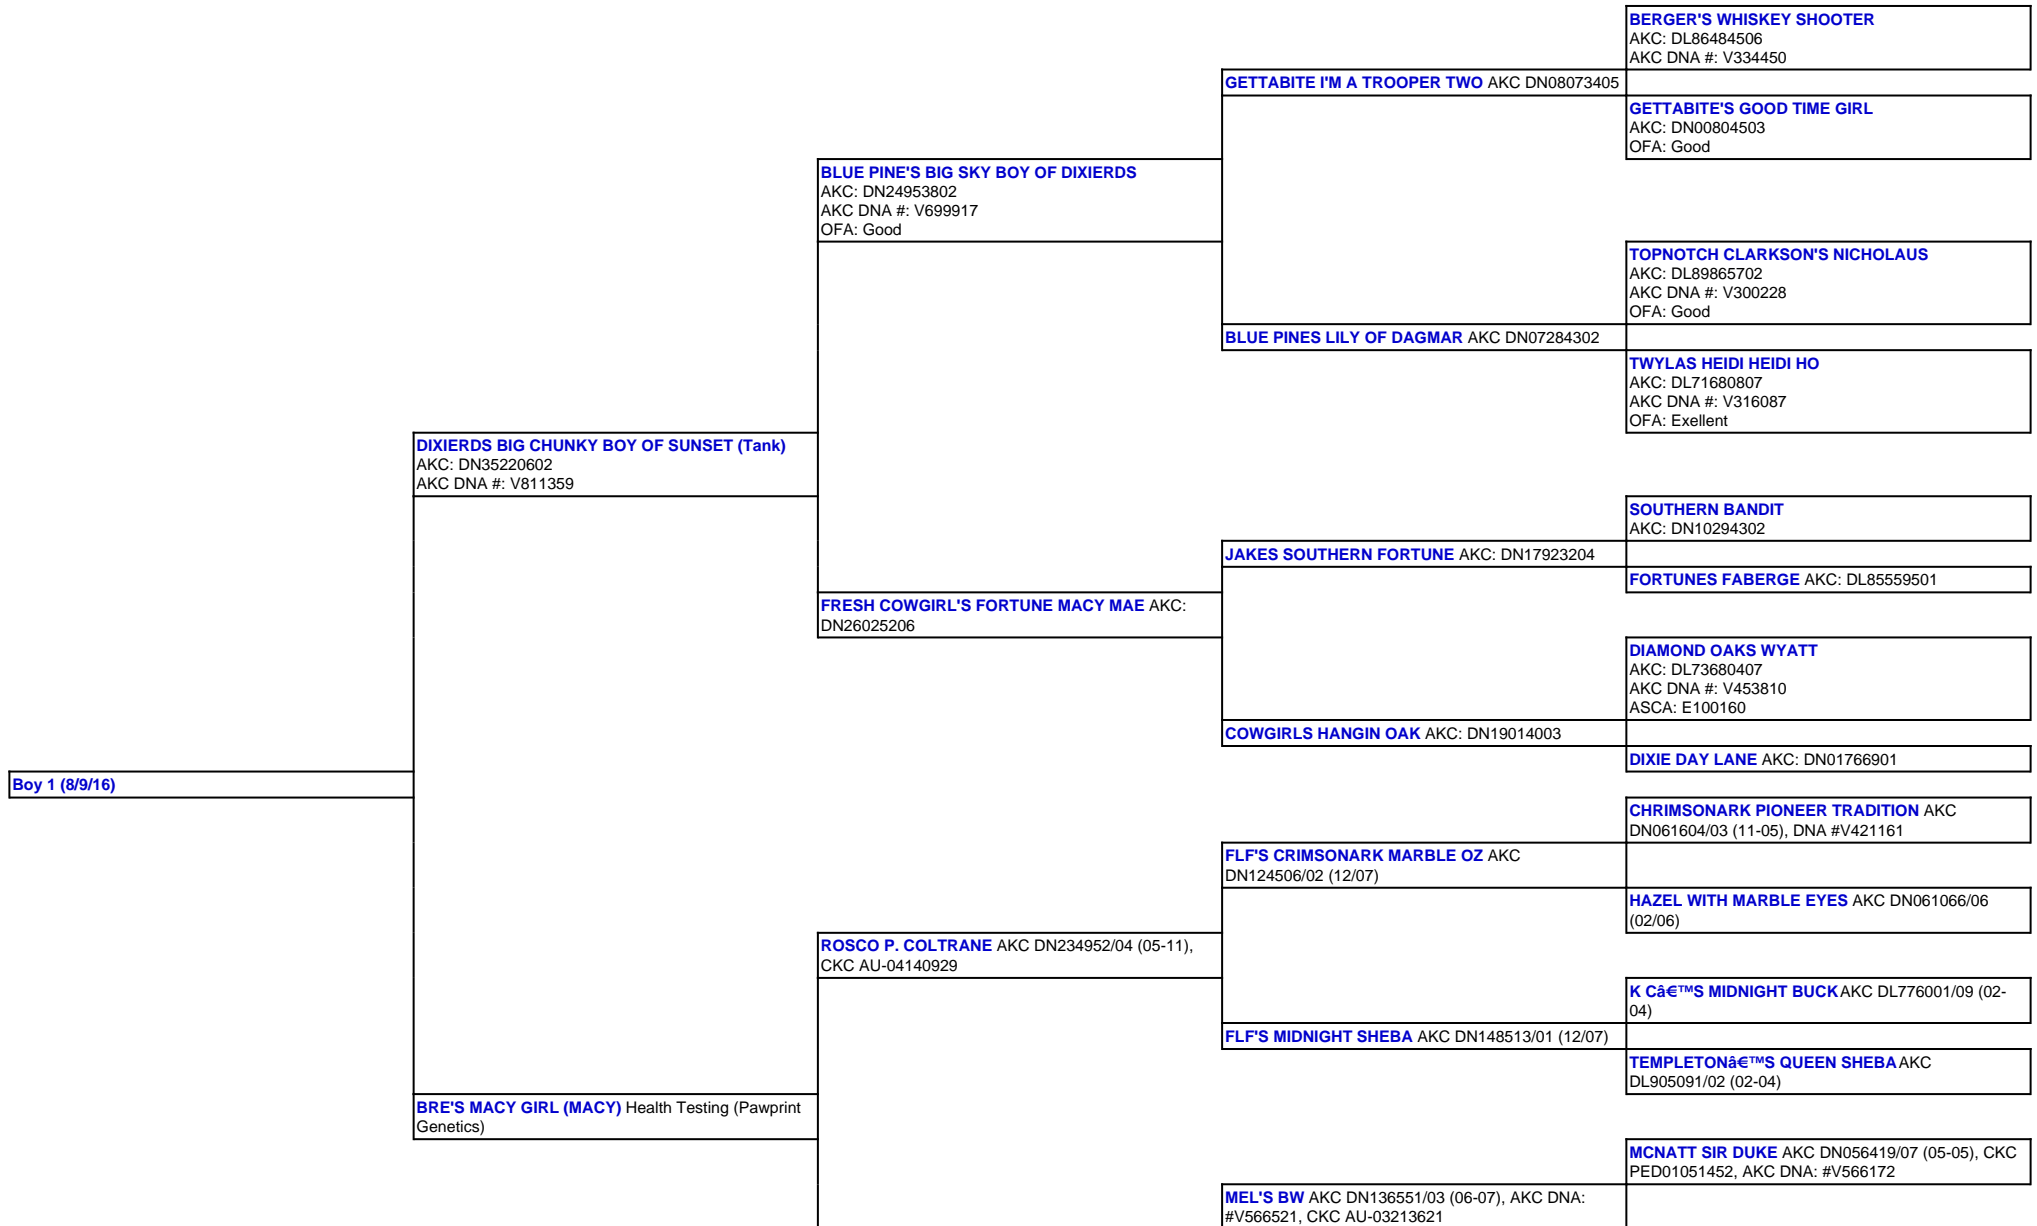 BERGER'S WHISKEY SHOOTER
AKC: DL86484506
AKC DNA #: V334450
GETTABITE I'M A TROOPER TWO AKC DN08073405
GETTABITE'S GOOD TIME GIRL
AKC: DN00804503
OFA: Good
BLUE PINE'S BIG SKY BOY OF DIXIERDS
AKC: DN24953802
AKC DNA #: V699917
OFA: Good
TOPNOTCH CLARKSON'S NICHOLAUS
AKC: DL89865702
AKC DNA #: V300228
OFA: Good
BLUE PINES LILY OF DAGMAR AKC DN07284302
TWYLAS HEIDI HEIDI HO
AKC: DL71680807
AKC DNA #: V316087
OFA: Exellent
DIXIERDS BIG CHUNKY BOY OF SUNSET (Tank)
AKC: DN35220602
AKC DNA #: V811359
SOUTHERN BANDIT
AKC: DN10294302
JAKES SOUTHERN FORTUNE AKC: DN17923204
FORTUNES FABERGE AKC: DL85559501
FRESH COWGIRL'S FORTUNE MACY MAE AKC:
DN26025206
DIAMOND OAKS WYATT
AKC: DL73680407
AKC DNA #: V453810
ASCA: E100160
COWGIRLS HANGIN OAK AKC: DN19014003
DIXIE DAY LANE AKC: DN01766901
Boy 1 (8/9/16)
CHRIMSONARK PIONEER TRADITION AKC
DN061604/03 (11-05), DNA #V421161
FLF'S CRIMSONARK MARBLE OZ AKC
DN124506/02 (12/07)
HAZEL WITH MARBLE EYES AKC DN061066/06
(02/06)
ROSCO P. COLTRANE AKC DN234952/04 (05-11),
CKC AU-04140929
K Câ€™S MIDNIGHT BUCK AKC DL776001/09 (02-
04)
FLF'S MIDNIGHT SHEBA AKC DN148513/01 (12/07)
TEMPLETONâ€™S QUEEN SHEBA AKC
DL905091/02 (02-04)
BRE'S MACY GIRL (MACY) Health Testing (Pawprint
Genetics)
MCNATT SIR DUKE AKC DN056419/07 (05-05), CKC
PED01051452, AKC DNA: #V566172
MEL'S BW AKC DN136551/03 (06-07), AKC DNA:
#V566521, CKC AU-03213621